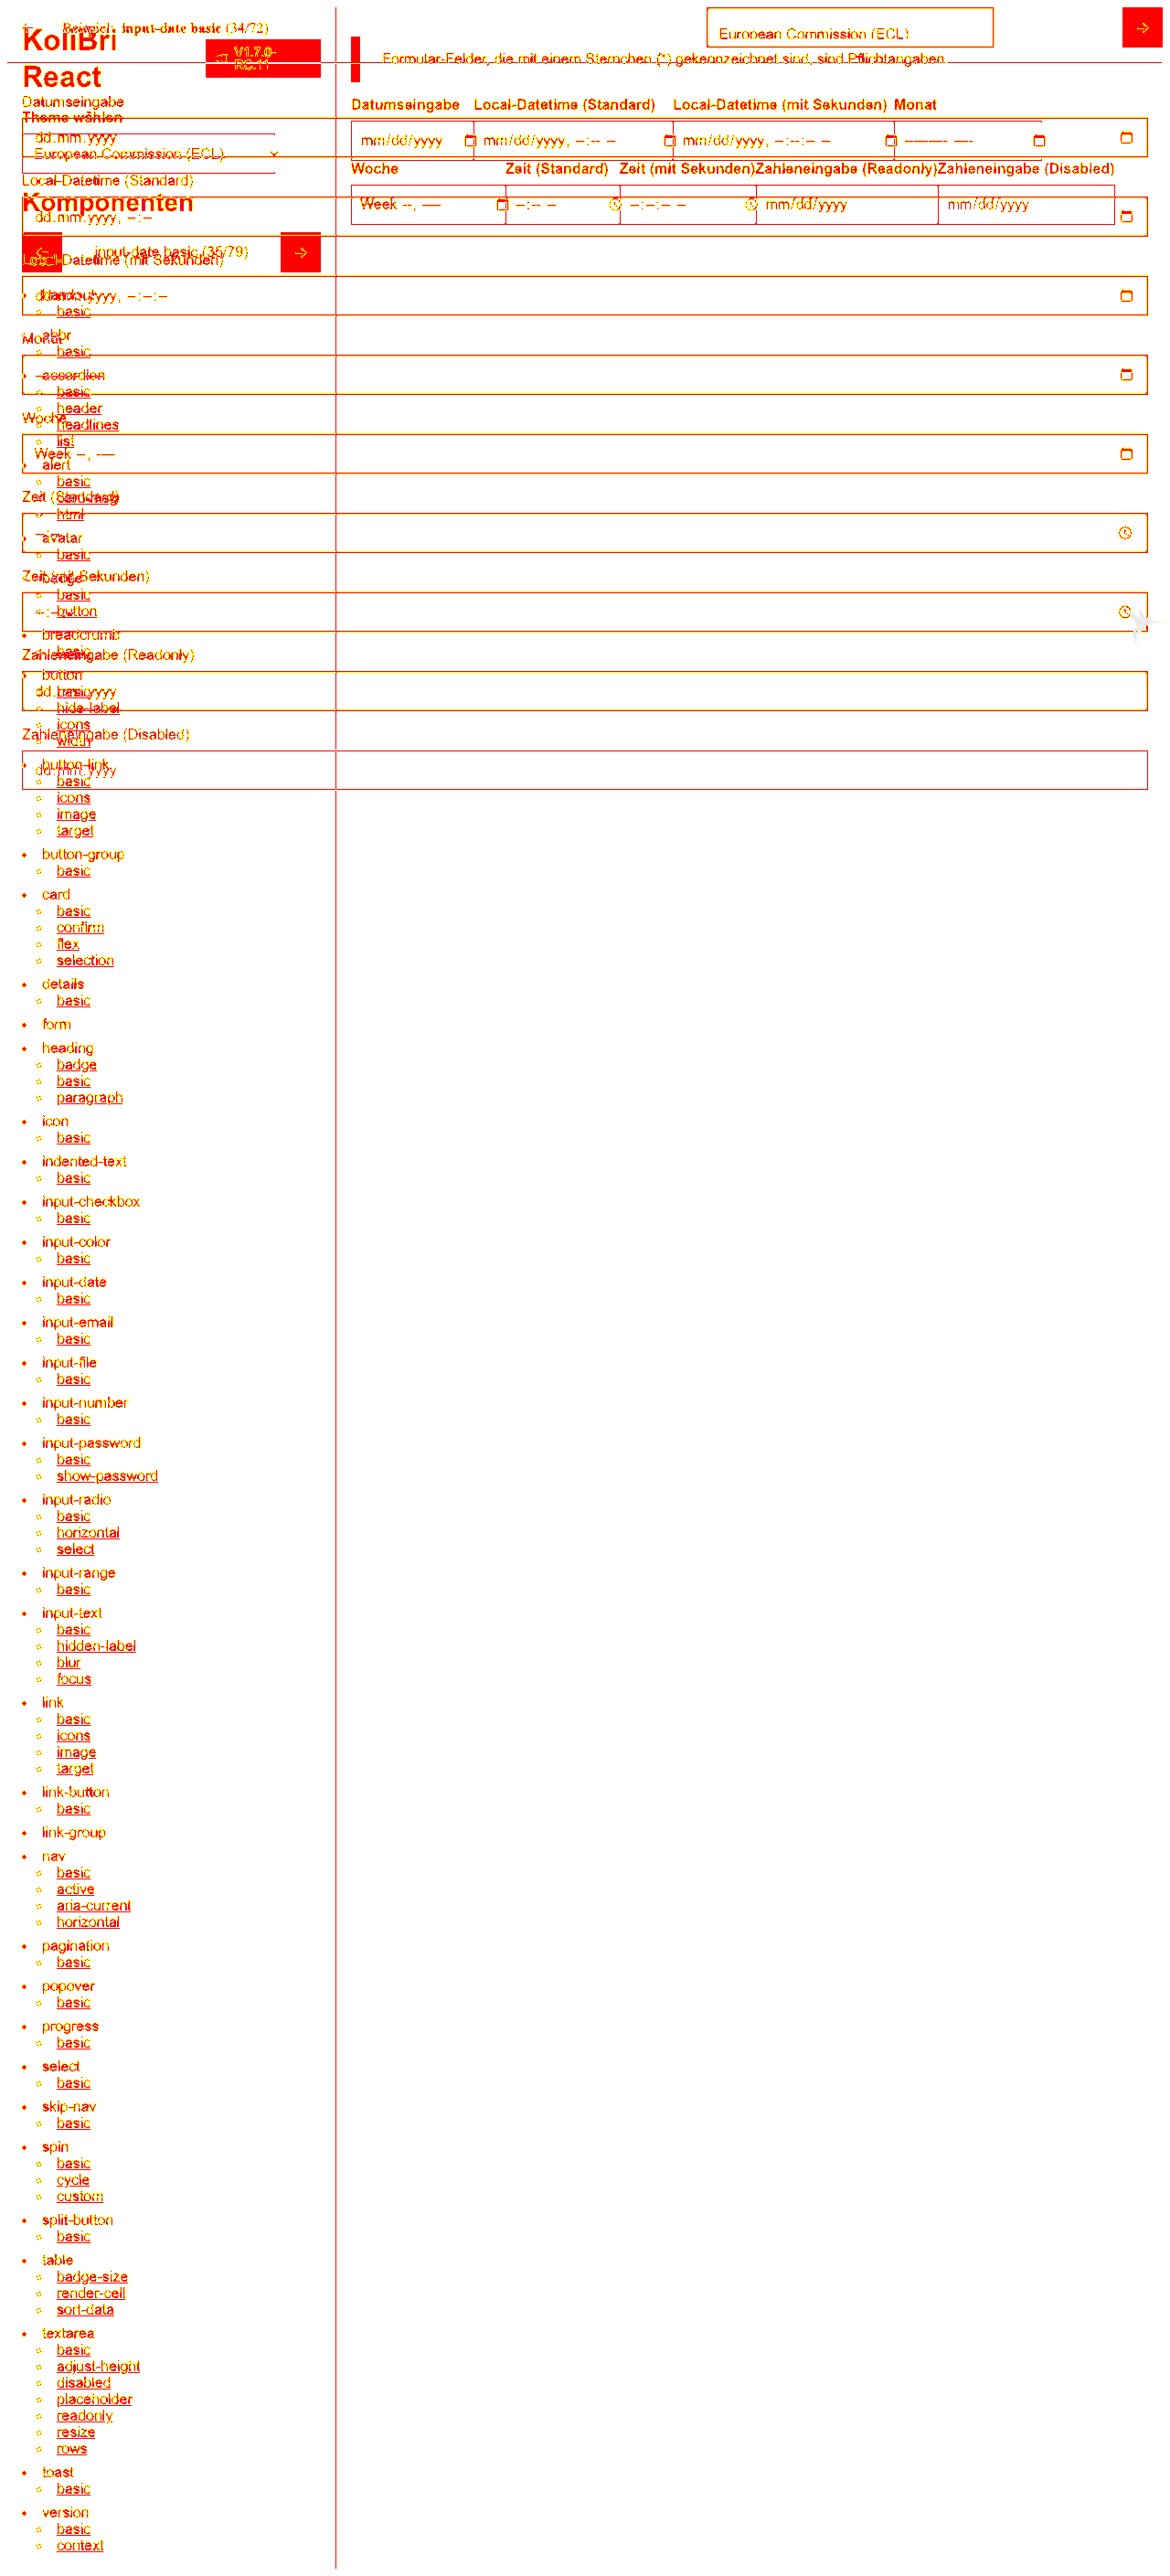 Beispiel: input-date basic (34/72)
KoliBri
React
V1.7.0-
RC.11
European Commission (ECL)
Formular-Felder, die mit einem Sternchen (*) gekennzeichnet sind, sind Pflichtangaben.
Datumseingabe
Theme wählen
dd.mm.yyyy
European Commission (ECL)
Local-Datetime (Standard)
Komponenten
dd.mm.yyyy, --:--
input-date basic (35/79)
Local-Datetime (mit Sekunden)
Datumseingabe Local-Datetime (Standard) Local-Datetime (mit Sekunden) Monat
mm/dd/yyyy mm/dd/yyyy, --:-- -- mm/dd/yyyy, --:--:-- -- -------- ----
Woche Zeit (Standard) Zeit (mit Sekunden) Zahleneingabe (Readonly) Zahleneingabe (Disabled)
Week --, ---- --:-- -- --:--:-- -- mm/dd/yyyy mm/dd/yyyy
handout
dd.mm.yyyy, --:--:--
basic
abbr
Monat
basic
accordion
basic
header
Woche
headlines
list
Week --, ----
alert
basic
Zeit (Standard)
card-msg
html
avatar
basic
Zeit (mit Sekunden)
badge
basic
button
breadcrumb
basic
Zahleneingabe (Readonly)
button
dd.mm.yyyy
basic
hide-label
icons
Zahleneingabe (Disabled)
width
button-link
dd.mm.yyyy
basic
icons
image
target
button-group
basic
card
basic
confirm
flex
selection
details
basic
form
heading
badge
basic
paragraph
icon
basic
indented-text
basic
input-checkbox
basic
input-color
basic
input-date
basic
input-email
basic
input-file
basic
input-number
basic
input-password
basic
show-password
input-radio
basic
horizontal
select
input-range
basic
input-text
basic
hidden-label
blur
focus
link
basic
icons
image
target
link-button
basic
link-group
nav
basic
active
aria-current
horizontal
pagination
basic
popover
basic
progress
basic
select
basic
skip-nav
basic
spin
basic
cycle
custom
split-button
basic
table
badge-size
render-cell
sort-data
textarea
basic
adjust-height
disabled
placeholder
readonly
resize
rows
toast
basic
version
basic
context